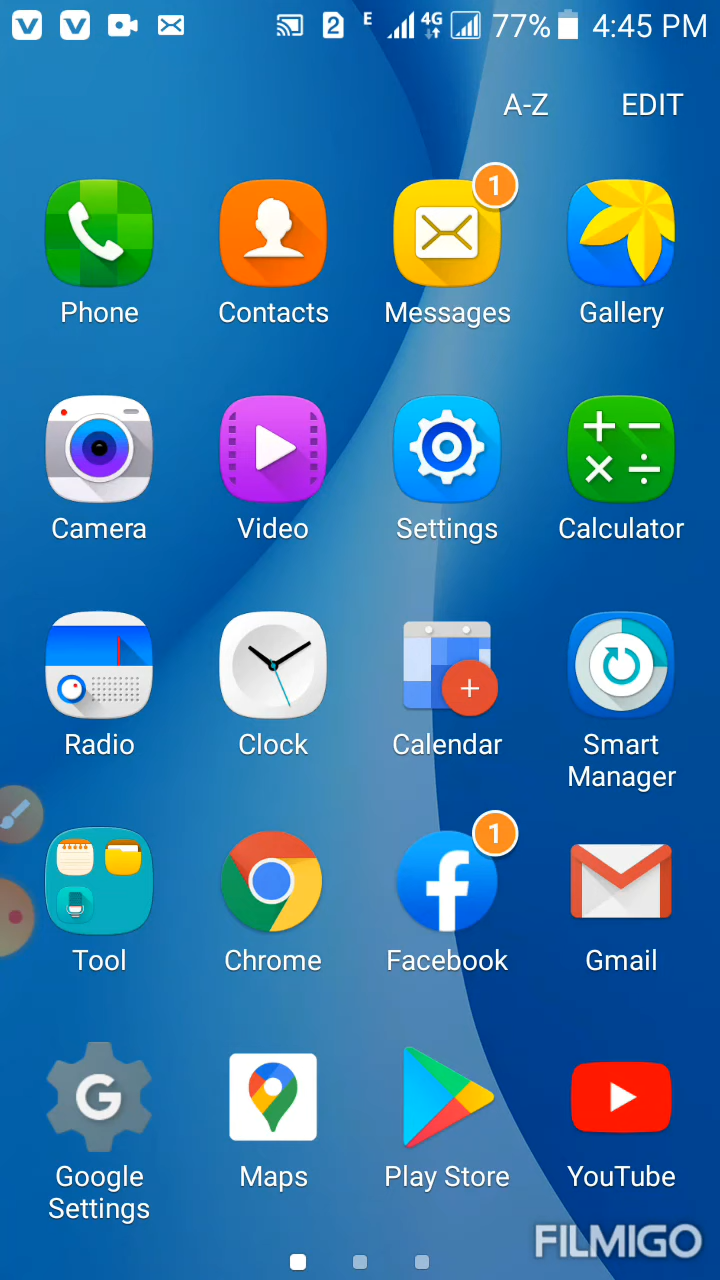 2 E 4G 77% 4:45 PM
A-Z EDIT
1
Phone Contacts Messages Gallery
Camera Video Settings Calculator
Radio Clock Calendar Smart
Manager
1
Tool Chrome Facebook Gmail
Google Maps Play Store YouTube
Settings
FILMIGO